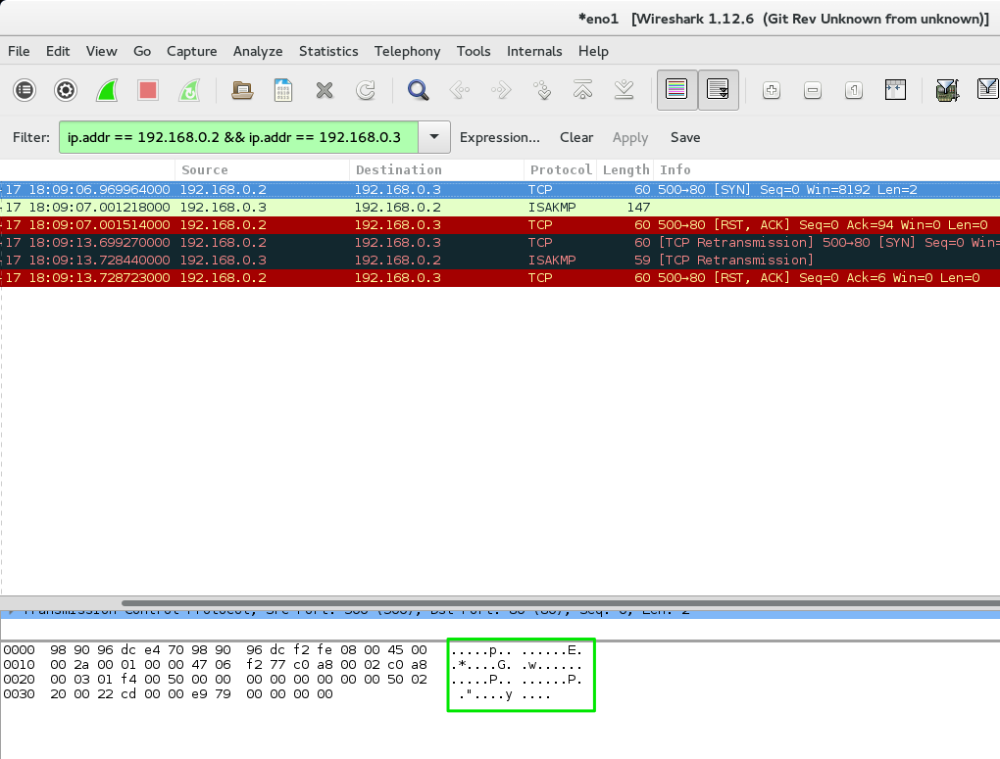 *eno1 [Wireshark 1.12.6 (Git Rev Unknown from unknown)]
File Edit View Go Capture Analyze Statistics Telephony Tools Internals Help
Filter: ip.addr == 192.168.0.2 && ip.addr == 192.168.0.3 Expression... Clear Apply Save
Source Destination Protocol Length Info
17 18:09:06.969964000 192.168.0.2 192.168.0.3 TCP 60 500→80 [SYN] Seq=0 Win=8192 Len=2
17 18:09:07.001218000 192.168.0.3 192.168.0.2 ISAKMP 147
17 18:09:07.001514000 192.168.0.2 192.168.0.3 TCP 60 500→80 [RST, ACK] Seq=0 Ack=94 Win=0 Len=0
17 18:09:13.699270000 192.168.0.2 192.168.0.3 TCP 60 [TCP Retransmission] 500→80 [SYN] Seq=0 Win=
17 18:09:13.728440000 192.168.0.3 192.168.0.2 ISAKMP 59 [TCP Retransmission]
17 18:09:13.728723000 192.168.0.2 192.168.0.3 TCP 60 500→80 [RST, ACK] Seq=0 Ack=6 Win=0 Len=0
Transmission Control Protocol, Src Port: 500 (500), Dst Port: 80 (80), Seq: 0, Len: 2
0000 98 90 96 dc e4 70 98 90 96 dc f2 fe 08 00 45 00 .....p.. ......E.
0010 00 2a 00 01 00 00 47 06 f2 77 c0 a8 00 02 c0 a8 .*....G. .w......
0020 00 03 01 f4 00 50 00 00 00 00 00 00 00 00 50 02 .....P.. ......P.
0030 20 00 22 cd 00 00 e9 79 00 00 00 00 ."....y ....